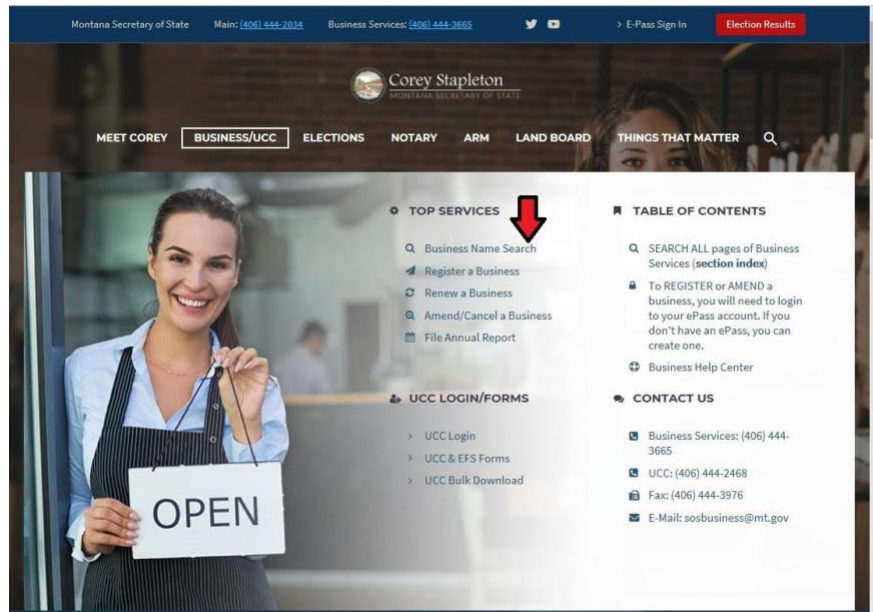 Montana Secretary of State Main: (406) 444-2034 Business Services: (406) 444-3665 > E-Pass Sign In Election Results
Corey Stapleton
MONTANA SECRETARY OF STATE
MEET COREY BUSINESS/UCC ELECTIONS NOTARY ARM LAND BOARD THINGS THAT MATTER
TOP SERVICES
Business Name Search
Register a Business
Renew a Business
Amend/Cancel a Business
File Annual Report
UCC LOGIN/FORMS
> UCC Login
> UCC & EFS Forms
> UCC Bulk Download
TABLE OF CONTENTS
SEARCH ALL pages of Business
Services (section index)
To REGISTER or AMEND a
business, you will need to login
to your ePass account. If you
don't have an ePass, you can
create one.
Business Help Center
CONTACT US
Business Services: (406) 444-
3665
UCC: (406) 444-2468
Fax: (406) 444-3976
E-Mail: sosbusiness@mt.gov
OPEN